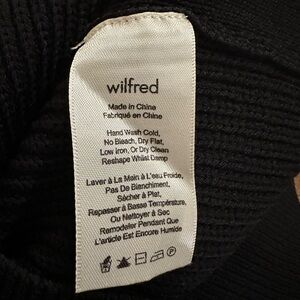 wilfred
Made in China
Fabriqué en Chine
Hand Wash Cold,
No Bleach, Dry Flat,
Low Iron, Or Dry Clean
Reshape Whilst Damp
Laver à La Main à L'eau Froide,
Pas De Blanchiment,
Sécher à Plat,
Repasser à Basse Température,
Ou Nettoyer à Sec
Remodeler Pendant Que
L'article Est Encore Humide